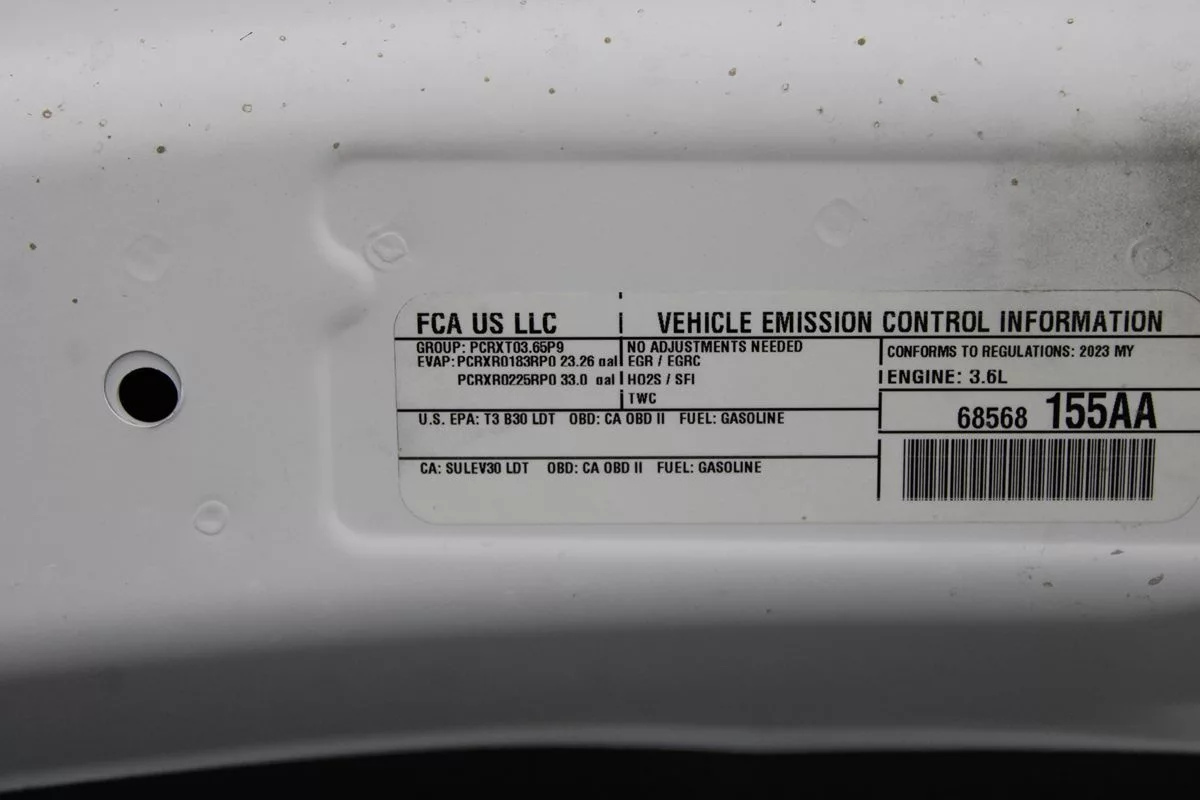 FCA US LLC VEHICLE EMISSION CONTROL INFORMATION
GROUP: PCRXT03.65P9
EVAP: PCRXR0183RP0 23.26 gal
PCRXR0225RP0 33.0 gal
NO ADJUSTMENTS NEEDED
EGR / EGRC
HO2S / SFI
TWC
CONFORMS TO REGULATIONS: 2023 MY
ENGINE: 3.6L
68568 155AA
U.S. EPA: T3 B30 LDT OBD: CA OBD II FUEL: GASOLINE
CA: SULEV30 LDT OBD: CA OBD II FUEL: GASOLINE